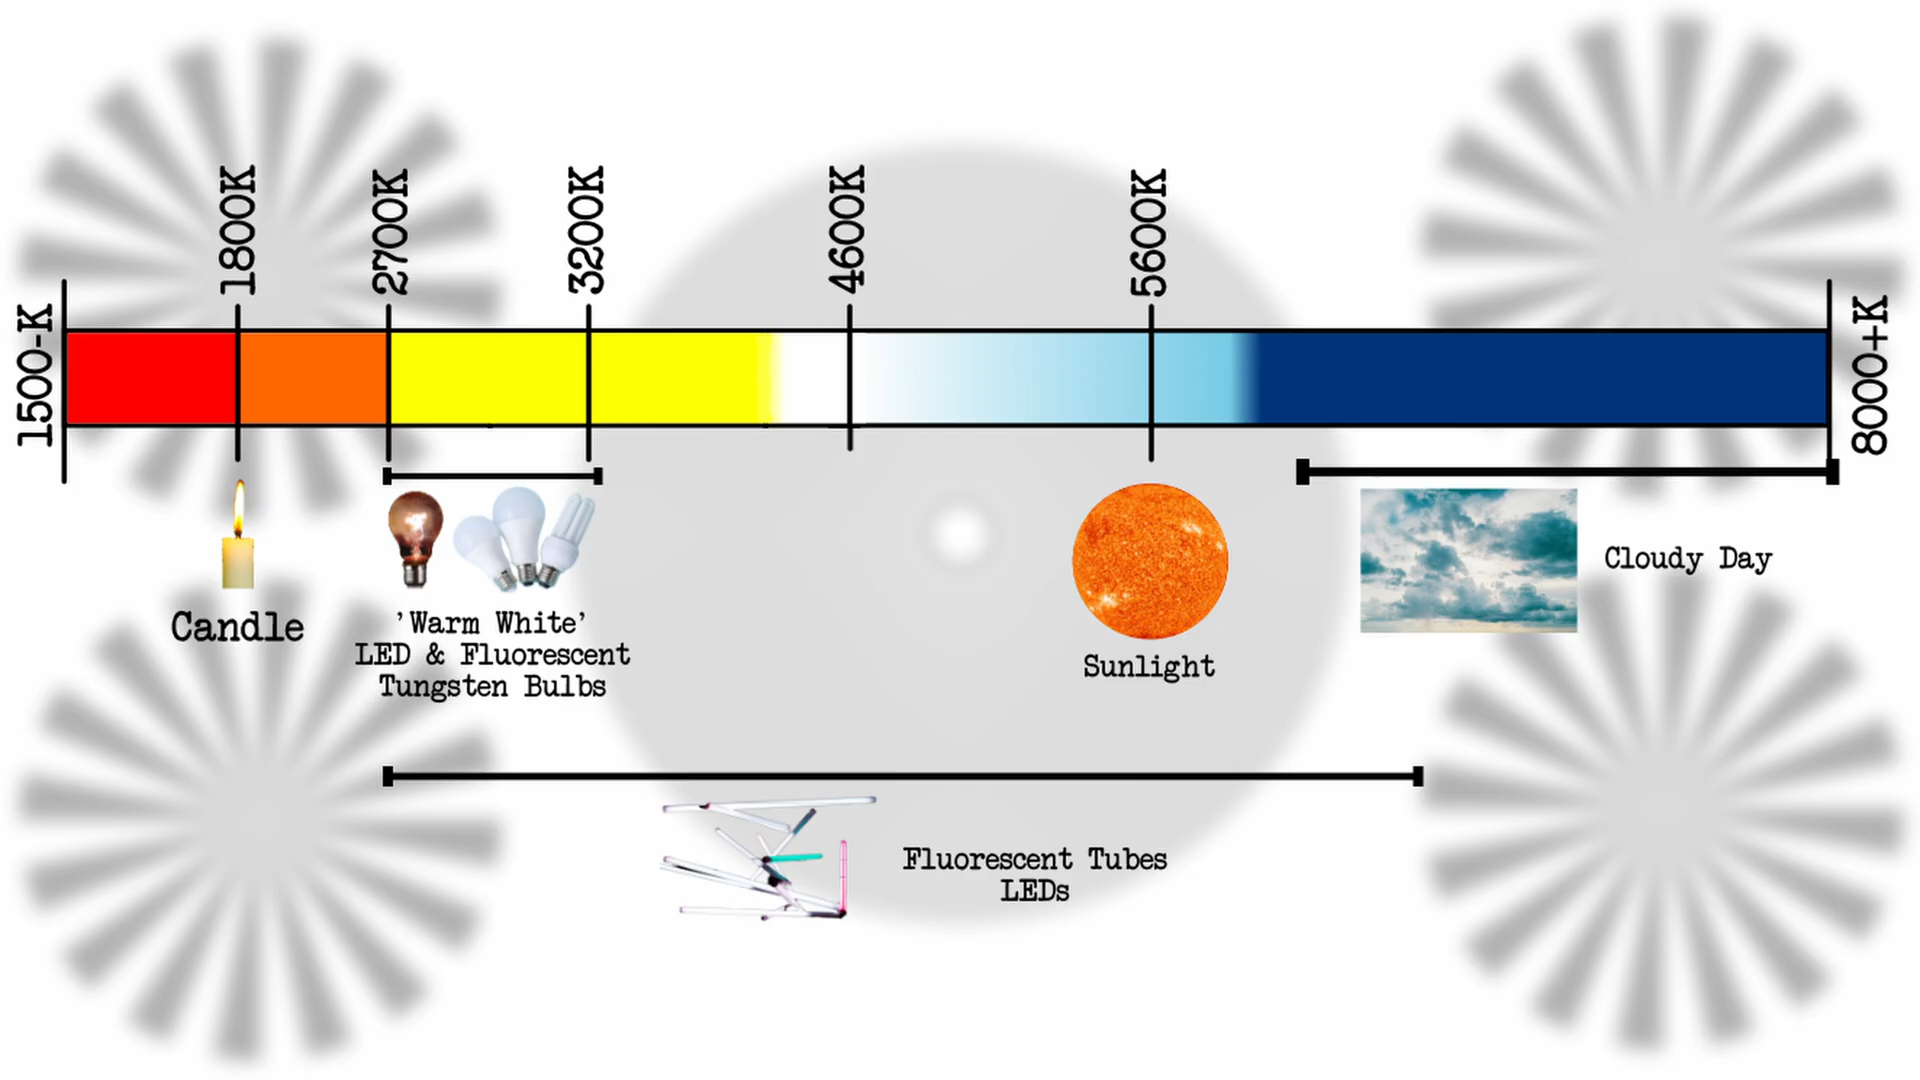 1500-K
1800K
2700K
3200K
4600K
5600K
8000+K
Candle
'Warm White'
LED & Fluorescent
Tungsten Bulbs
Sunlight
Cloudy Day
Fluorescent Tubes
LEDs